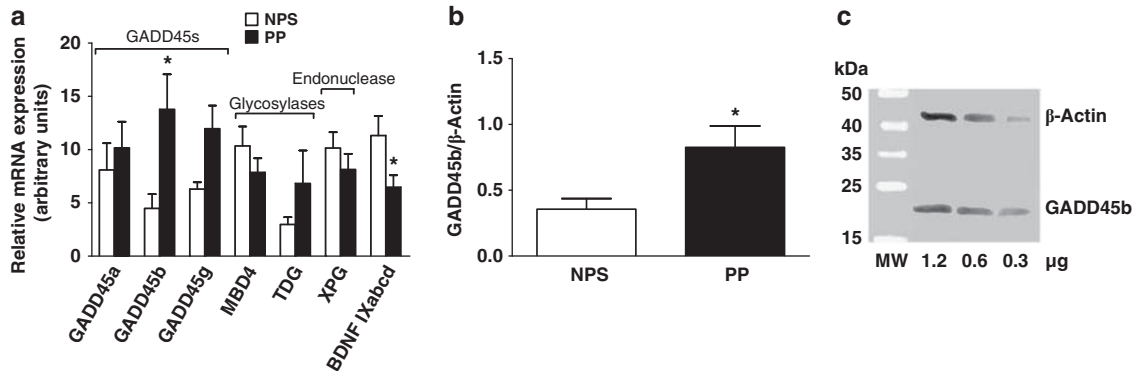 a
NPS
PP
GADD45s
Endonuclease
Glycosylases
*
*
Relative mRNA expression
(arbitrary units)
20
15
10
5
0
GADD45a
GADD45b
GADD45g
MBD4
TDG
XPG
BDNF IXabcd
b
GADD45b/β-Actin
1.5
1.0
0.5
0.0
*
NPS
PP
c
kDa
50
40
35
25
15
β-Actin
GADD45b
MW 1.2 0.6 0.3 µg